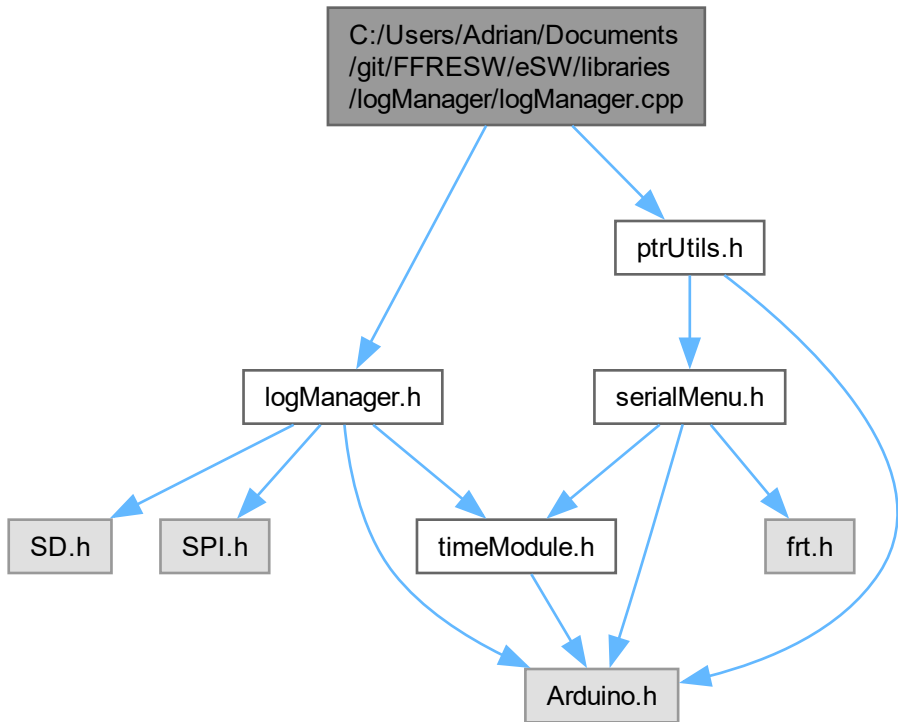 C:/Users/Adrian/Documents
/git/FFRESW/eSW/libraries
/logManager/logManager.cpp
ptrUtils.h
logManager.h
serialMenu.h
SD.h
SPI.h
timeModule.h
frt.h
Arduino.h